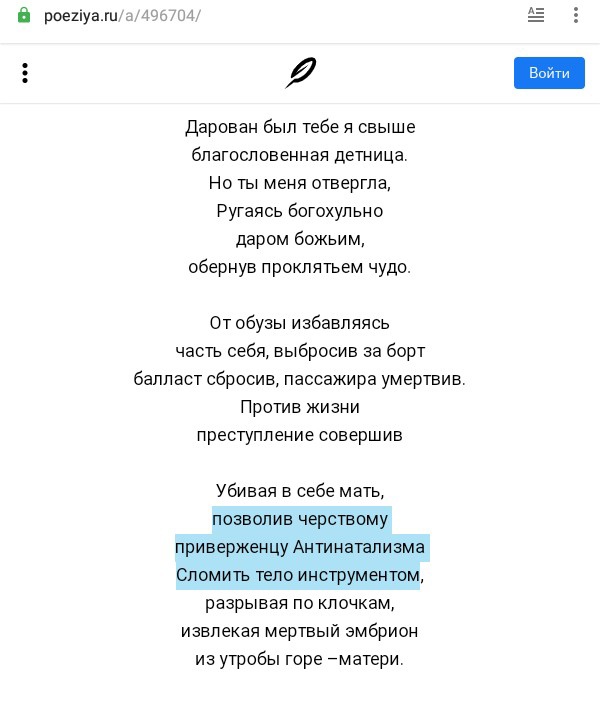 poeziya.ru/a/496704/
Войти
Дарован был тебе я свыше
благословенная детница.
Но ты меня отвергла,
Ругаясь богохульно
даром божьим,
обернув проклятьем чудо.
От обузы избавляясь
часть себя, выбросив за борт
балласт сбросив, пассажира умертвив.
Против жизни
преступление совершив
Убивая в себе мать,
позволив черствому
приверженцу Антинатализма
Сломить тело инструментом,
разрывая по клочкам,
извлекая мертвый эмбрион
из утробы горе –матери.